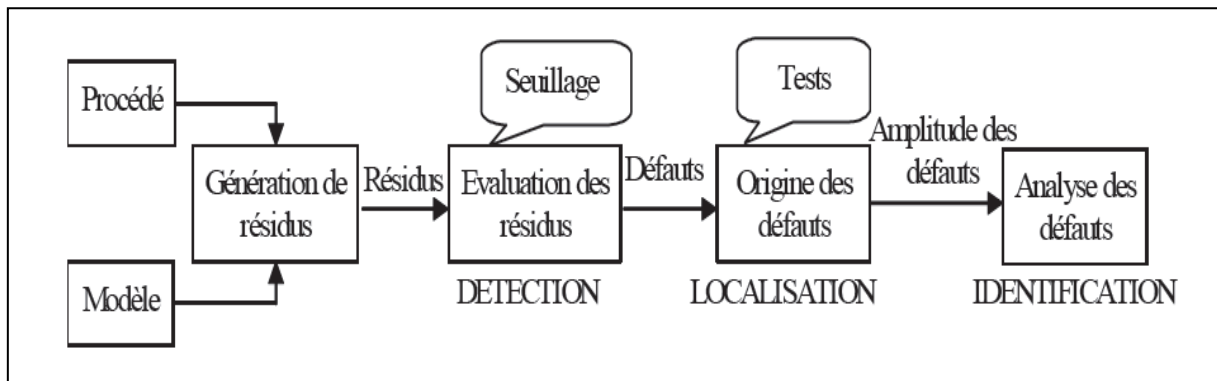 Procédé
Modèle
Génération de
résidus
Résidus
Seuillage
Evaluation des
résidus
DETECTION
Défauts
Tests
Origine des
défauts
LOCALISATION
Amplitude des
défauts
Analyse des
défauts
IDENTIFICATION